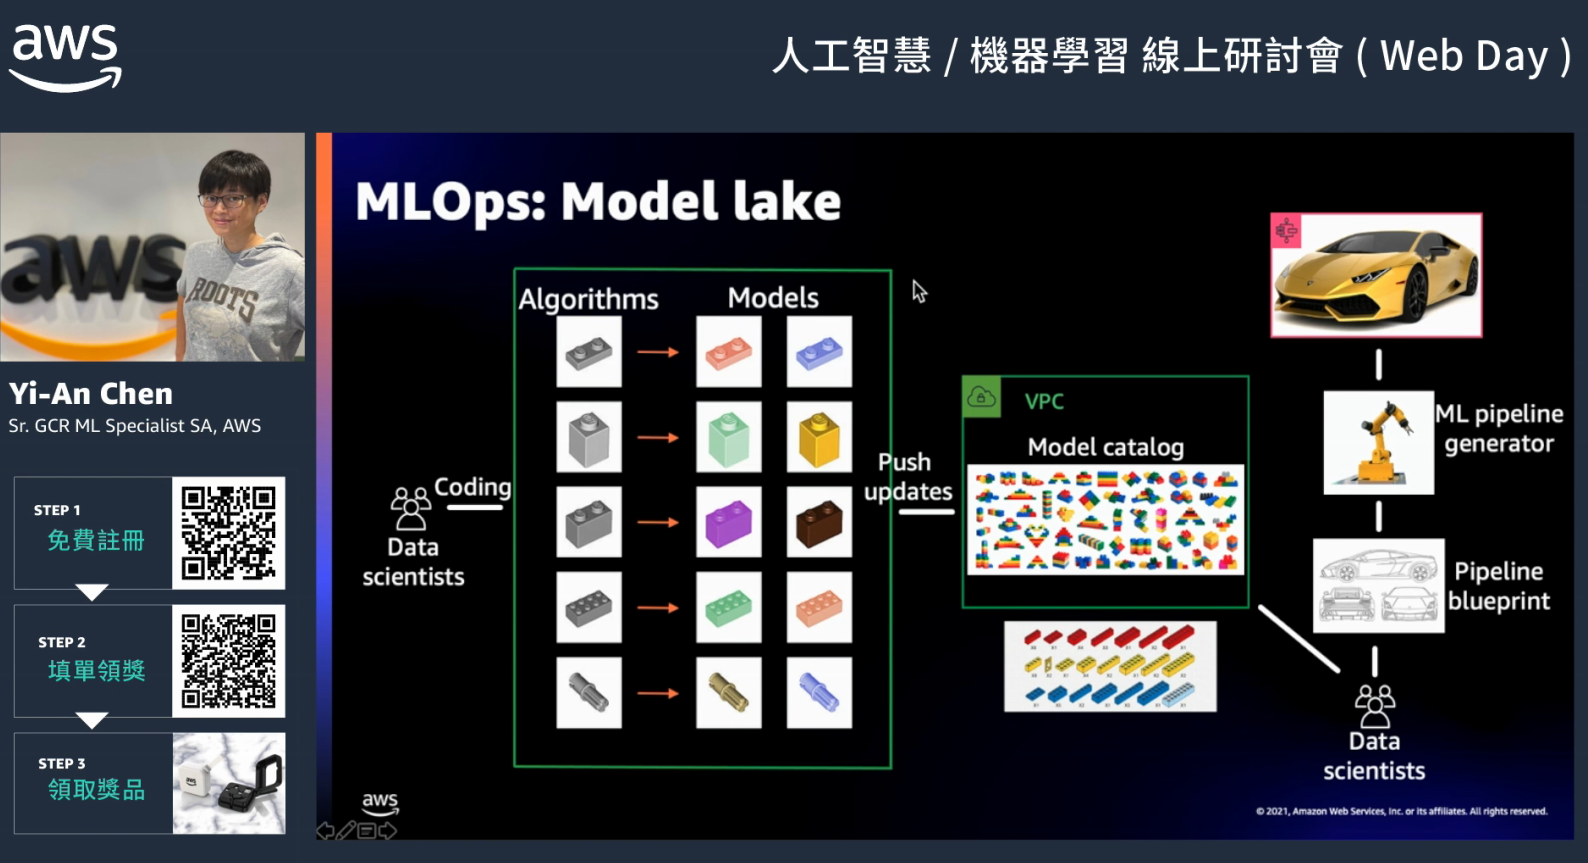 aws
人工智慧 / 機器學習 線上研討會 ( Web Day )
aws
ROOTS
Yi-An Chen
Sr. GCR ML Specialist SA, AWS
STEP 1
免費註冊
STEP 2
填單領獎
STEP 3
領取獎品
aws
MLOps: Model lake
Algorithms
Models
Coding
Data
scientists
Push
updates
VPC
Model catalog
ML pipeline
generator
Pipeline
blueprint
Data
scientists
aws
© 2021, Amazon Web Services, Inc. or its affiliates. All rights reserved.